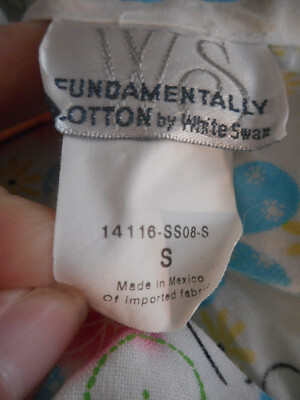 WS
FUNDAMENTALLY
COTTON by White Swan
14116-SS08-S
S
Made in Mexico
Of imported fabric